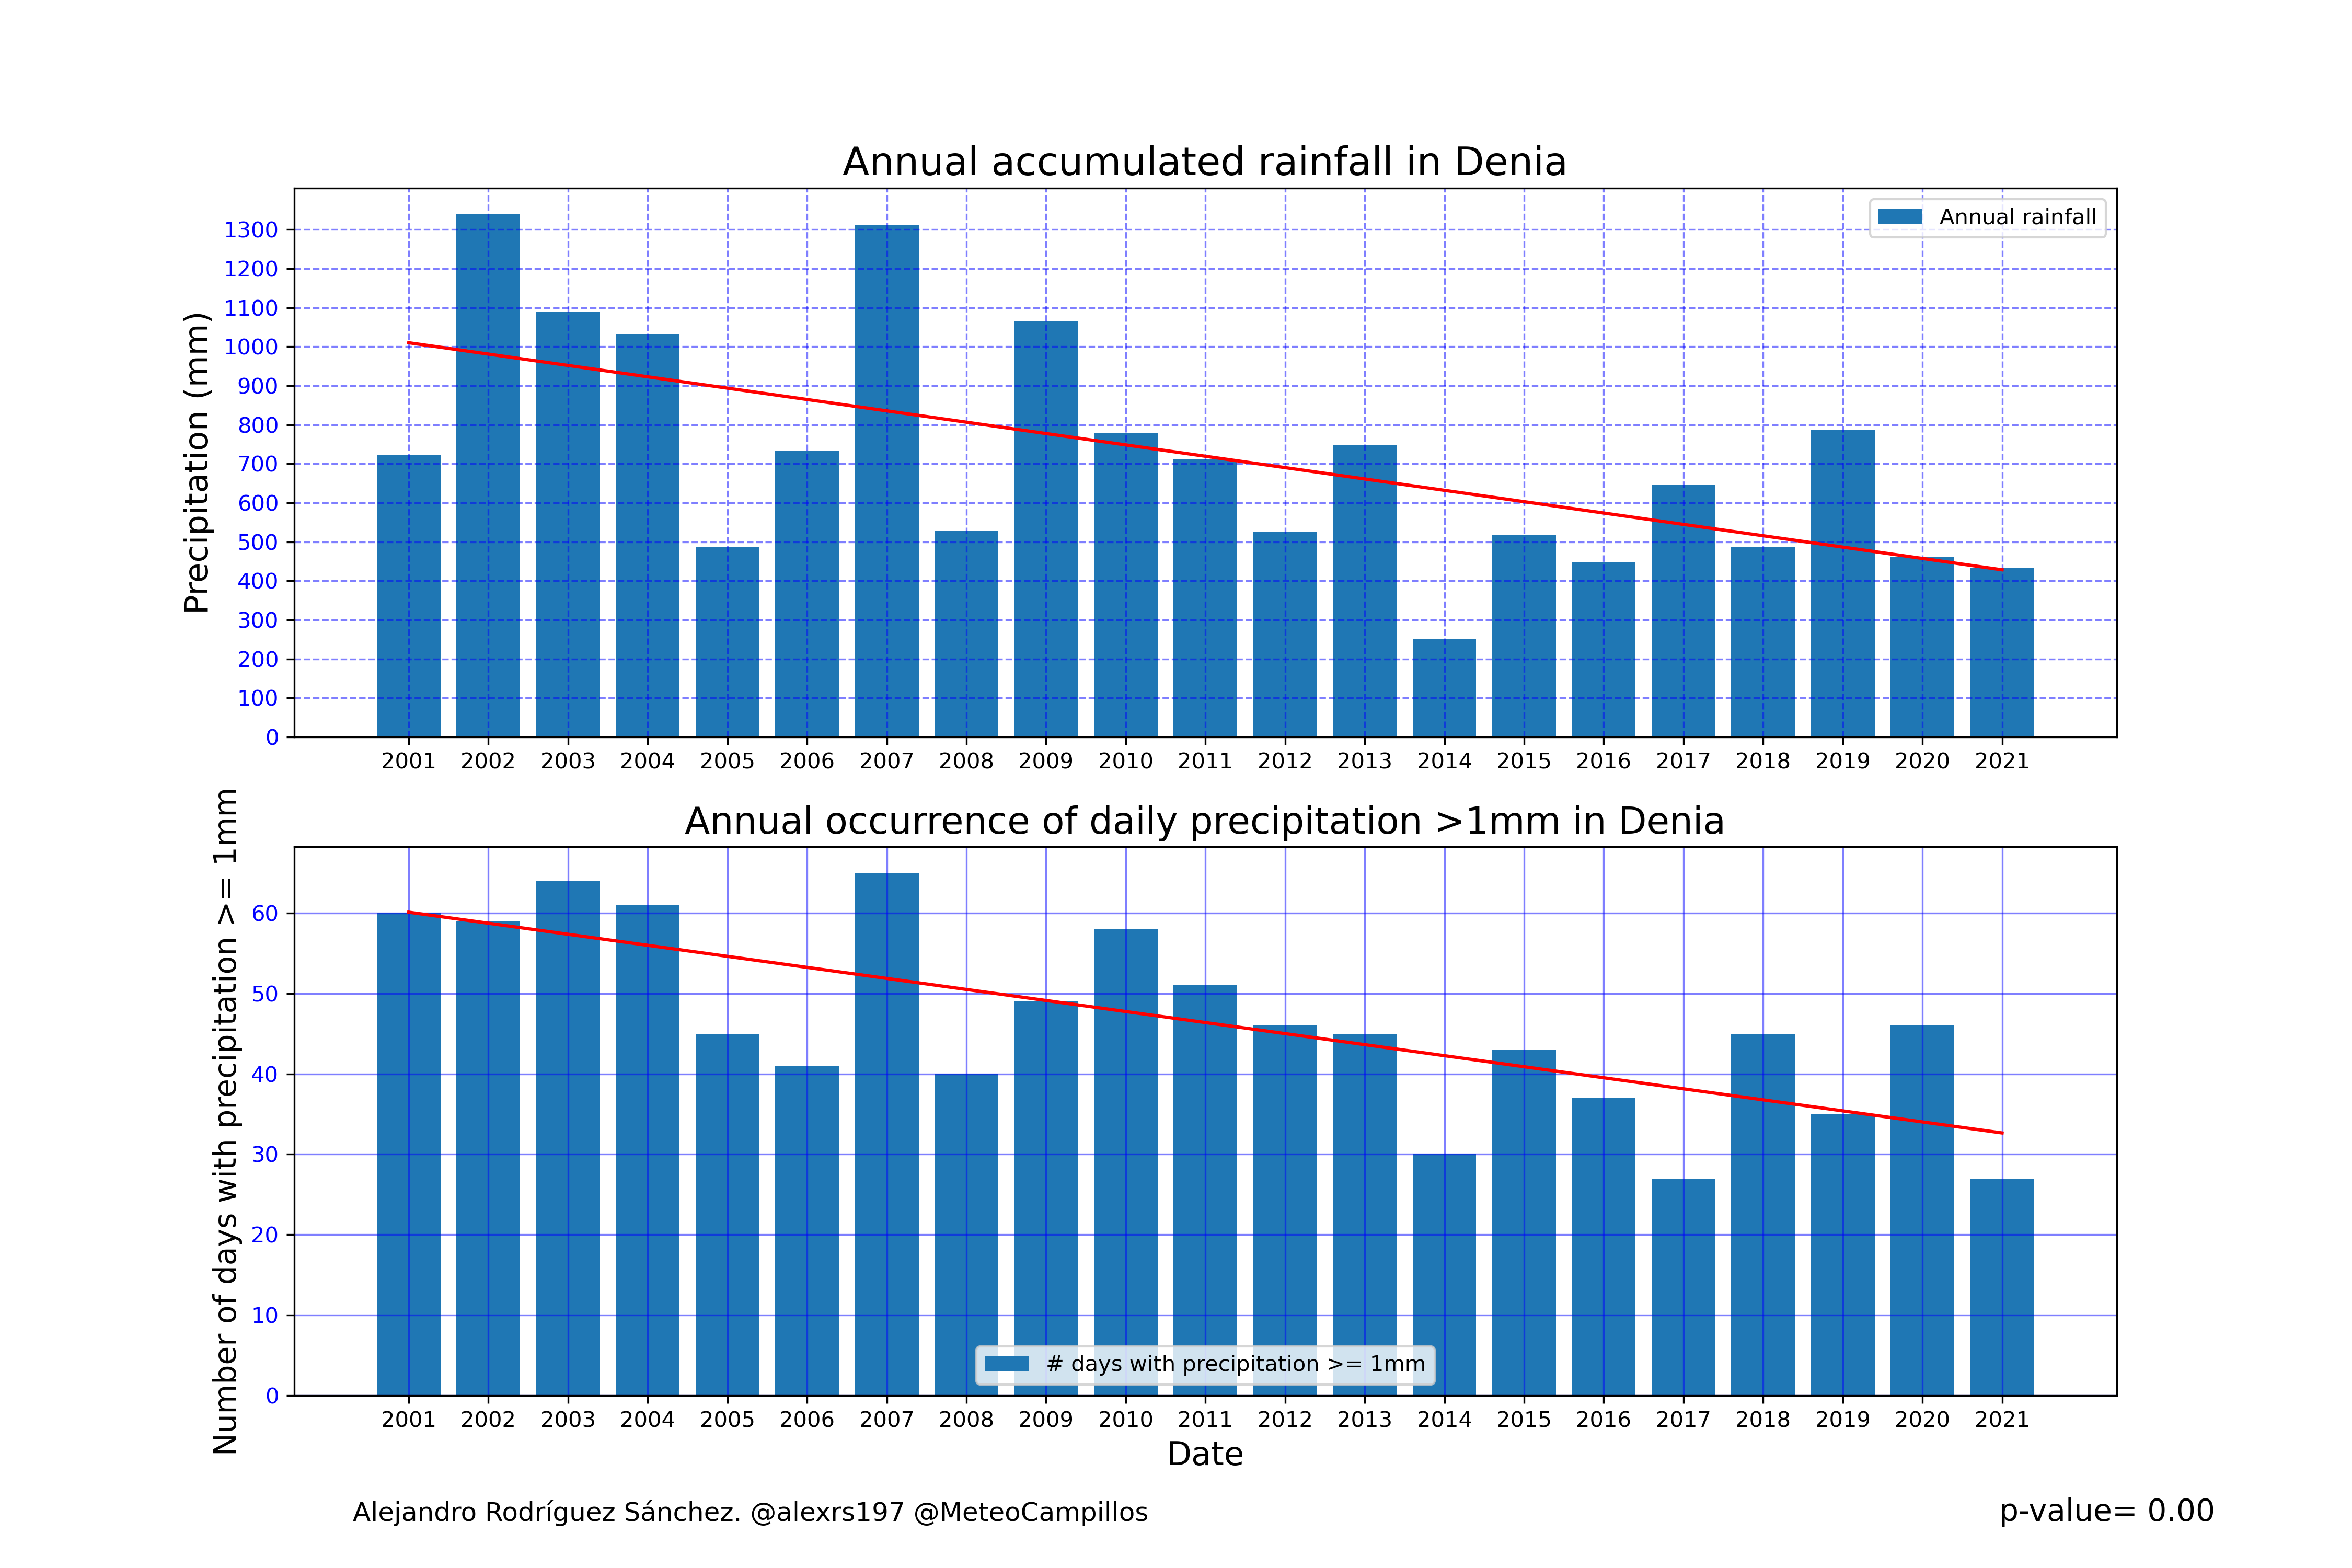 Annual accumulated rainfall in Denia
Precipitation (mm)
1300
1200
1100
1000
900
800
700
600
500
400
300
200
100
0
Annual rainfall
2001 2002 2003 2004 2005 2006 2007 2008 2009 2010 2011 2012 2013 2014 2015 2016 2017 2018 2019 2020 2021
Annual occurrence of daily precipitation >1mm in Denia
Number of days with precipitation >= 1mm
60
50
40
30
20
10
0
# days with precipitation >= 1mm
2001 2002 2003 2004 2005 2006 2007 2008 2009 2010 2011 2012 2013 2014 2015 2016 2017 2018 2019 2020 2021
Date
Alejandro Rodríguez Sánchez. @alexrs197 @MeteoCampillos
p-value= 0.00